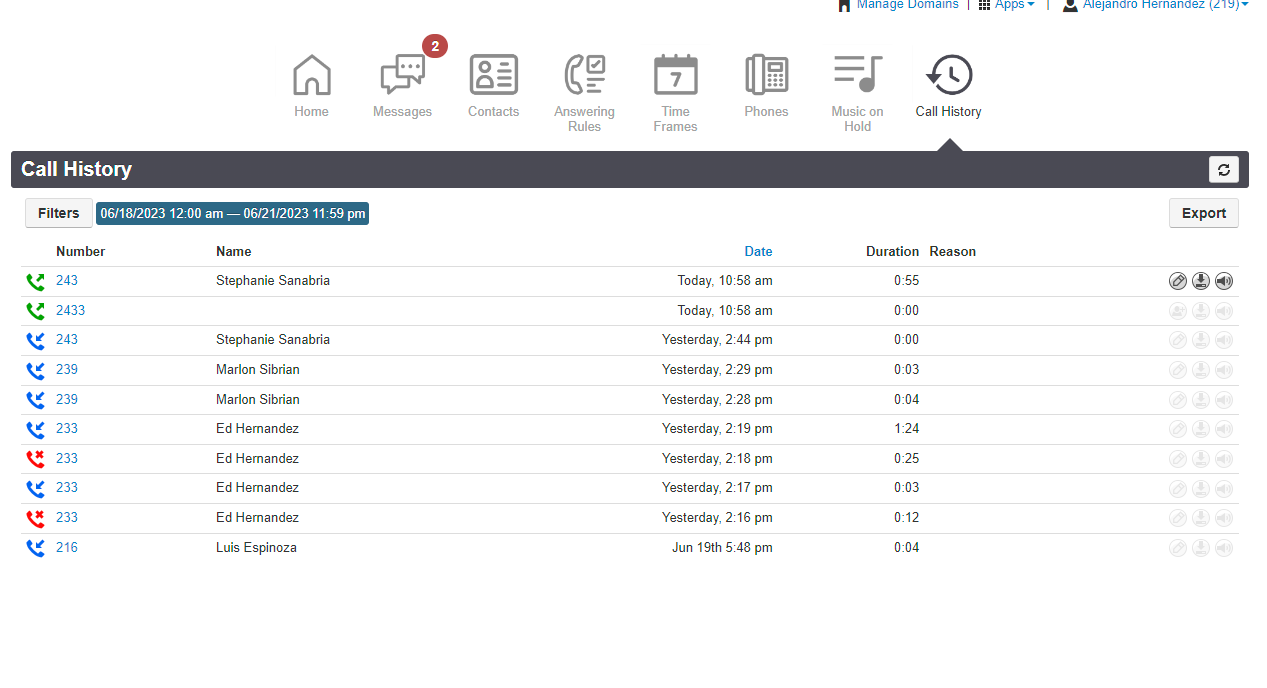 Manage Domains | Apps | Alejandro Hernandez (219)
2
Home Messages Contacts Answering Rules Time Frames Phones Music on Hold Call History
7
Call History
Filters 06/18/2023 12:00 am — 06/21/2023 11:59 pm Export
Number Name Date Duration Reason
243 Stephanie Sanabria Today, 10:58 am 0:55
2433 Today, 10:58 am 0:00
243 Stephanie Sanabria Yesterday, 2:44 pm 0:00
239 Marlon Sibrian Yesterday, 2:29 pm 0:03
239 Marlon Sibrian Yesterday, 2:28 pm 0:04
233 Ed Hernandez Yesterday, 2:19 pm 1:24
233 Ed Hernandez Yesterday, 2:18 pm 0:25
233 Ed Hernandez Yesterday, 2:17 pm 0:03
233 Ed Hernandez Yesterday, 2:16 pm 0:12
216 Luis Espinoza Jun 19th 5:48 pm 0:04